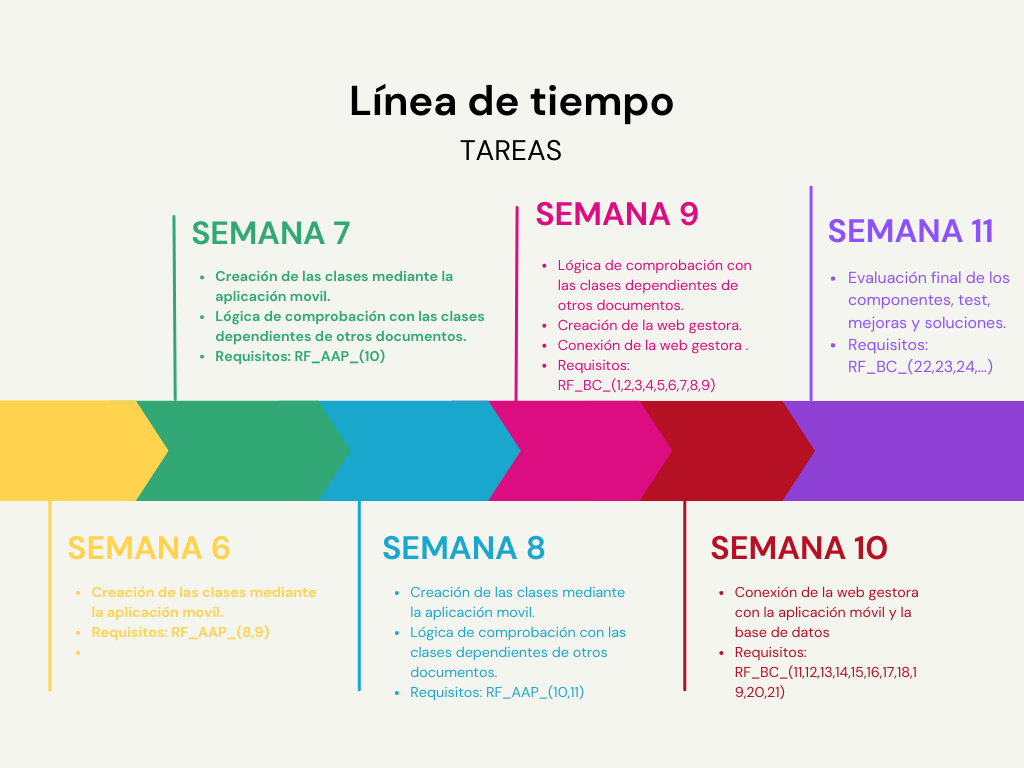 Línea de tiempo
TAREAS
SEMANA 7
• Creación de las clases mediante la
aplicación movil.
• Lógica de comprobación con las clases
dependientes de otros documentos.
• Requisitos: RF_AAP_(10)
SEMANA 9
• Lógica de comprobación con
las clases dependientes de
otros documentos.
• Creación de la web gestora.
• Conexión de la web gestora .
• Requisitos:
RF_BC_(1,2,3,4,5,6,7,8,9)
SEMANA 11
• Evaluación final de los
componentes, test,
mejoras y soluciones.
• Requisitos:
RF_BC_(22,23,24,...)
SEMANA 6
• Creación de las clases mediante
la aplicación movil.
• Requisitos: RF_AAP_(8,9)
•
SEMANA 8
• Creación de las clases mediante
la aplicación movil.
• Lógica de comprobación con las
clases dependientes de otros
documentos.
• Requisitos: RF_AAP_(10,11)
SEMANA 10
• Conexión de la web gestora
con la aplicación móvil y la
base de datos
• Requisitos:
RF_BC_(11,12,13,14,15,16,17,18,1
9,20,21)